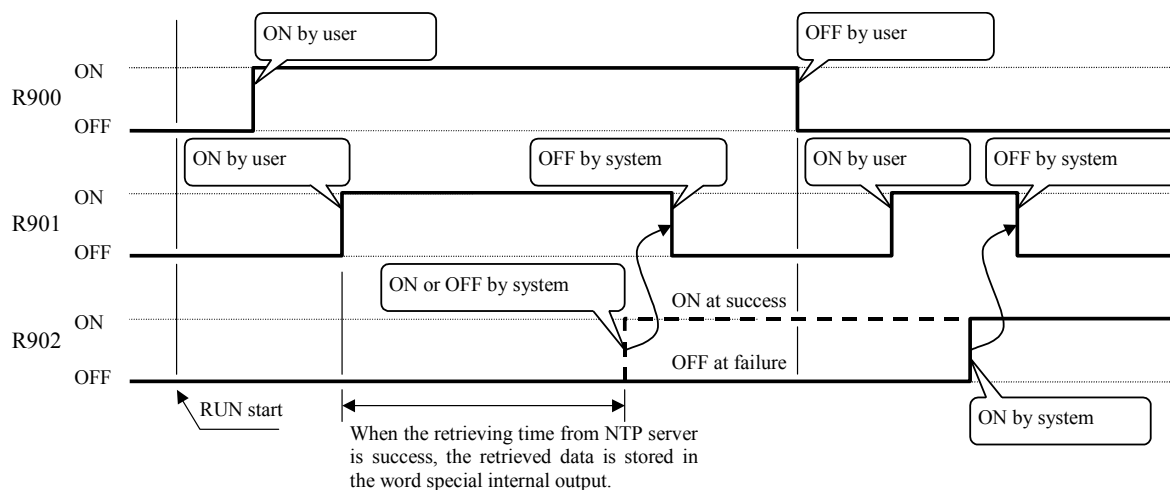 ON by user
OFF by user
ON
R900
OFF
ON by user
OFF by system
ON by user
OFF by system
ON
R901
OFF
ON or OFF by system
ON at success
ON
R902
OFF at failure
OFF
RUN start
ON by system
When the retrieving time from NTP server
is success, the retrieved data is stored in
the word special internal output.